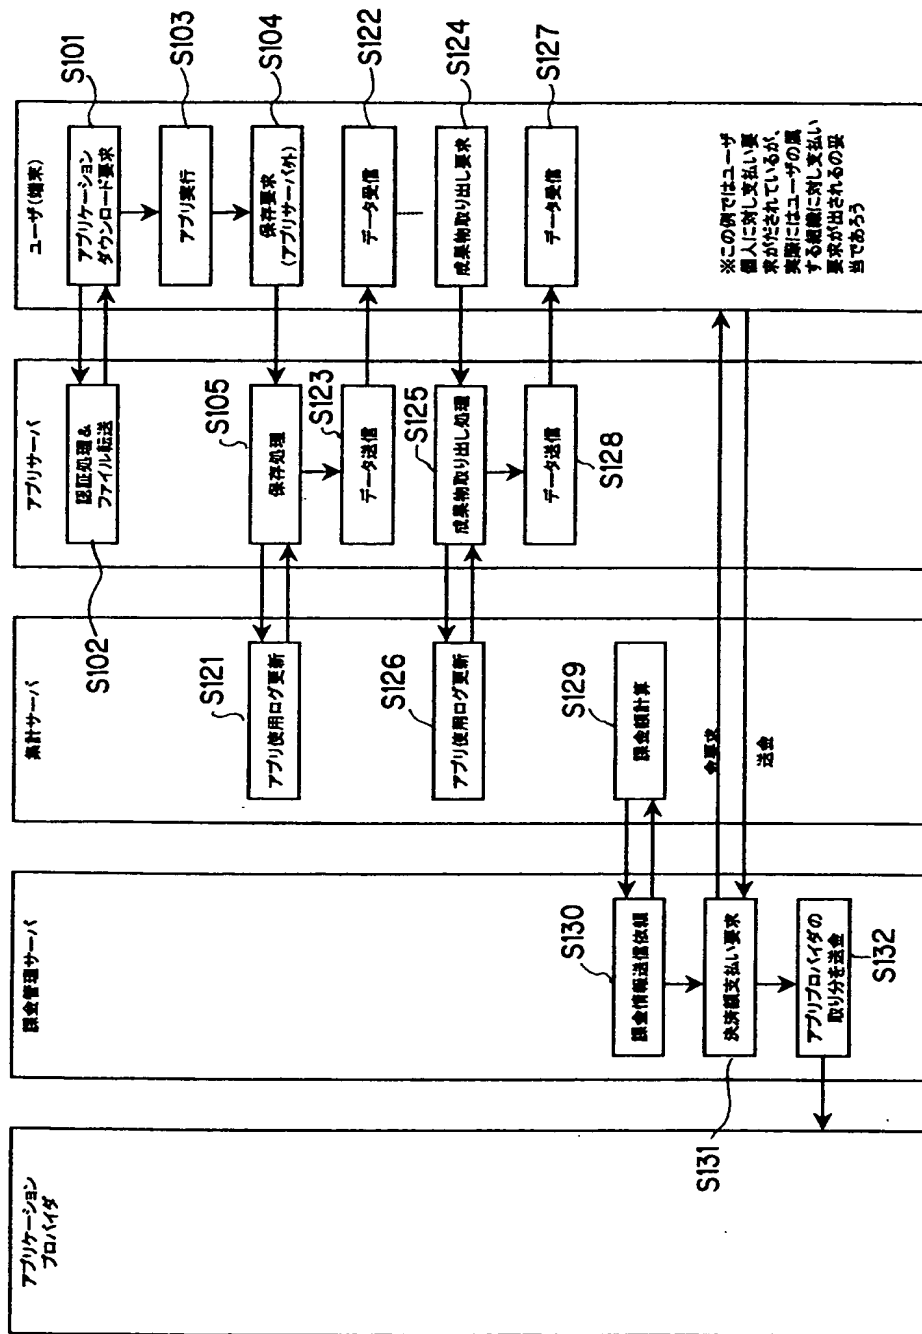 ユーザ(端末)
アプリケーション
ダウンロード要求
S101
アプリ実行
S103
保存要求
(アプリサーバ外)
S104
データ受信
S122
成果物取り出し要求
S124
データ受信
S127
※この例ではユーザ
個人に対し支払い要
求がだされているが、
実際にはユーザの属
する組織に対し支払い
要求が出されるの妥
当であろう
アプリサーバ
認証処理&
ファイル転送
S102
保存処理
S105
データ送信
S123
成果物取り出し処理
S125
データ送信
S128
集計サーバ
アプリ使用ログ更新
S121
アプリ使用ログ更新
S126
課金額計算
S129
金要求
送金
課金管理サーバ
課金情報送信依頼
S130
決済額支払い要求
S131
アプリプロバイダの
取り分を送金
S132
アプリケーション
プロバイダ